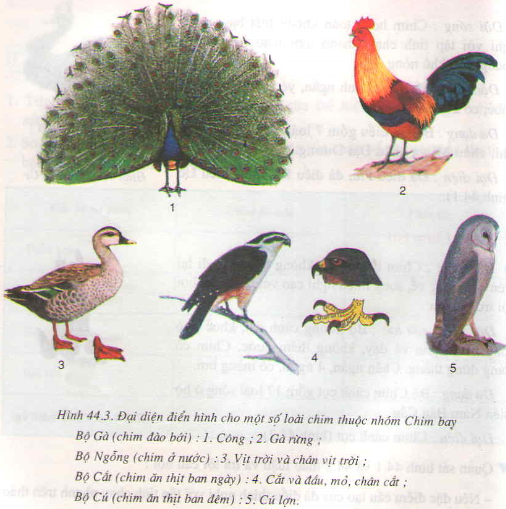 1
2
3
4
5
Hình 44.3. Đại diện điển hình cho một số loài chim thuộc nhóm Chim bay
Bộ Gà (chim đào bới) : 1. Công ; 2. Gà rừng ;
Bộ Ngỗng (chim ở nước) : 3. Vịt trời và chân vịt trời ;
Bộ Cắt (chim ăn thịt ban ngày) : 4. Cắt và đầu, mỏ, chân cắt ;
Bộ Cú (chim ăn thịt ban đêm) : 5. Cú lợn.